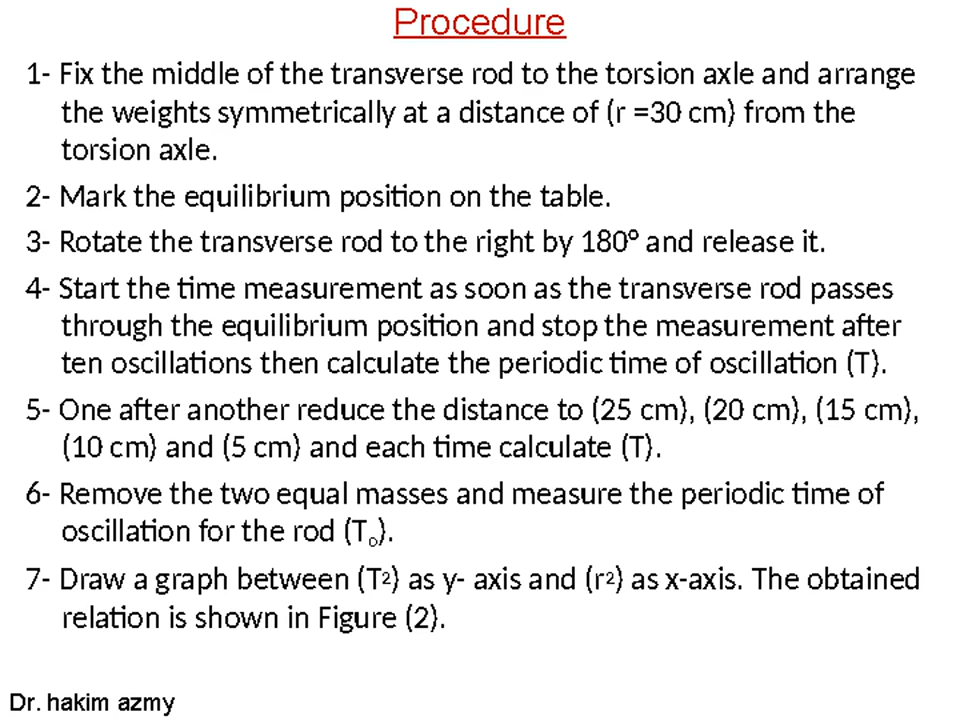 Procedure
1- Fix the middle of the transverse rod to the torsion axle and arrange
the weights symmetrically at a distance of (r =30 cm) from the
torsion axle.
2- Mark the equilibrium position on the table.
3- Rotate the transverse rod to the right by 180° and release it.
4- Start the time measurement as soon as the transverse rod passes
through the equilibrium position and stop the measurement after
ten oscillations then calculate the periodic time of oscillation (T).
5- One after another reduce the distance to (25 cm), (20 cm), (15 cm),
(10 cm) and (5 cm) and each time calculate (T).
6- Remove the two equal masses and measure the periodic time of
oscillation for the rod (T₀).
7- Draw a graph between (T²) as y- axis and (r²) as x-axis. The obtained
relation is shown in Figure (2).
Dr. hakim azmy